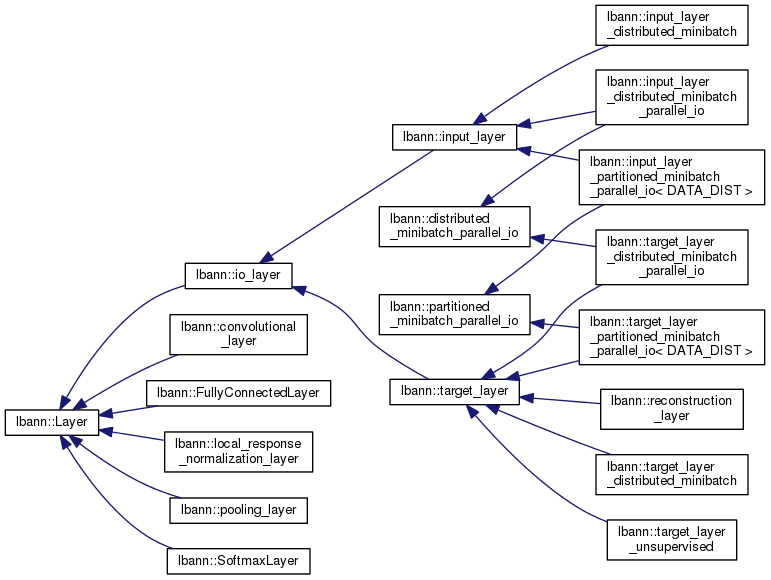 lbann::input_layer
_distributed_minibatch
lbann::input_layer
_distributed_minibatch
_parallel_io
lbann::input_layer
lbann::input_layer
_partitioned_minibatch
_parallel_io< DATA_DIST >
lbann::distributed
_minibatch_parallel_io
lbann::target_layer
_distributed_minibatch
_parallel_io
lbann::io_layer
lbann::partitioned
_minibatch_parallel_io
lbann::convolutional
_layer
lbann::target_layer
_partitioned_minibatch
_parallel_io< DATA_DIST >
lbann::FullyConnectedLayer
lbann::target_layer
lbann::reconstruction
_layer
lbann::Layer
lbann::local_response
_normalization_layer
lbann::target_layer
_distributed_minibatch
lbann::pooling_layer
lbann::target_layer
_unsupervised
lbann::SoftmaxLayer